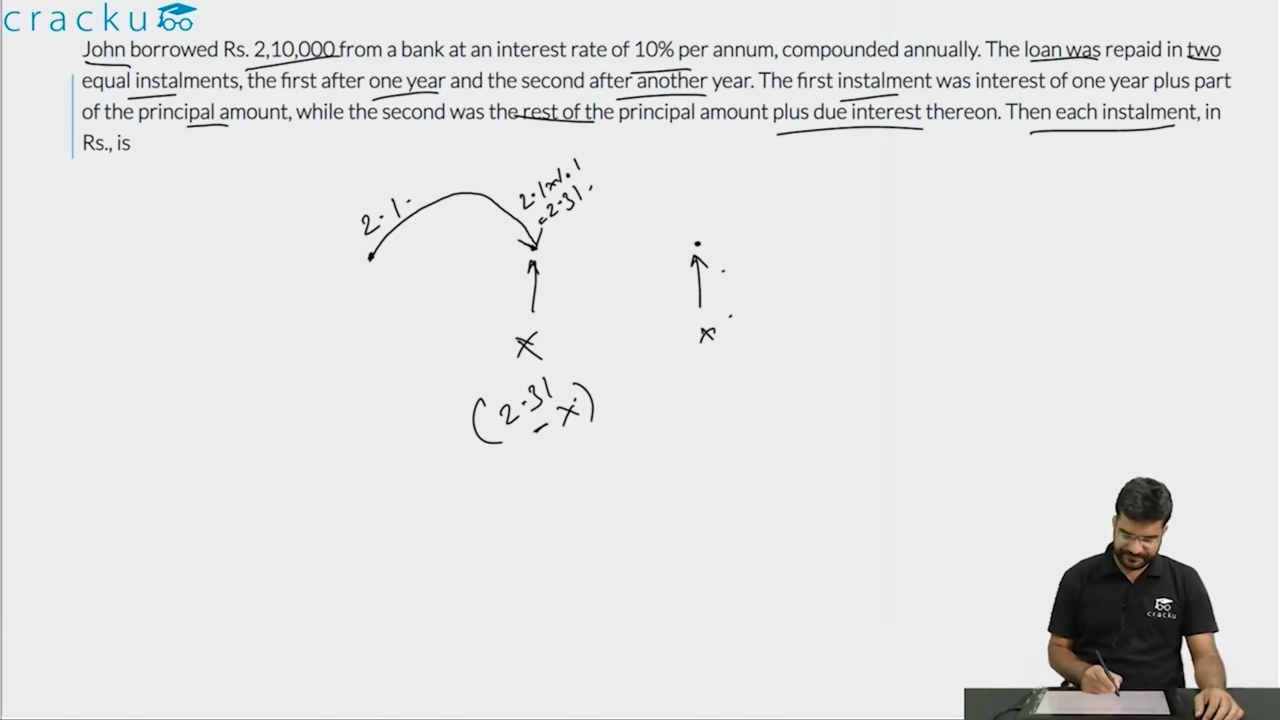 cracku
John borrowed Rs. 2,10,000 from a bank at an interest rate of 10% per annum, compounded annually. The loan was repaid in two
equal instalments, the first after one year and the second after another year. The first instalment was interest of one year plus part
of the principal amount, while the second was the rest of the principal amount plus due interest thereon. Then each instalment, in
Rs., is
2.1.
2.1x1.1
=2.31.
x
x
(2.31
- x)
cracku